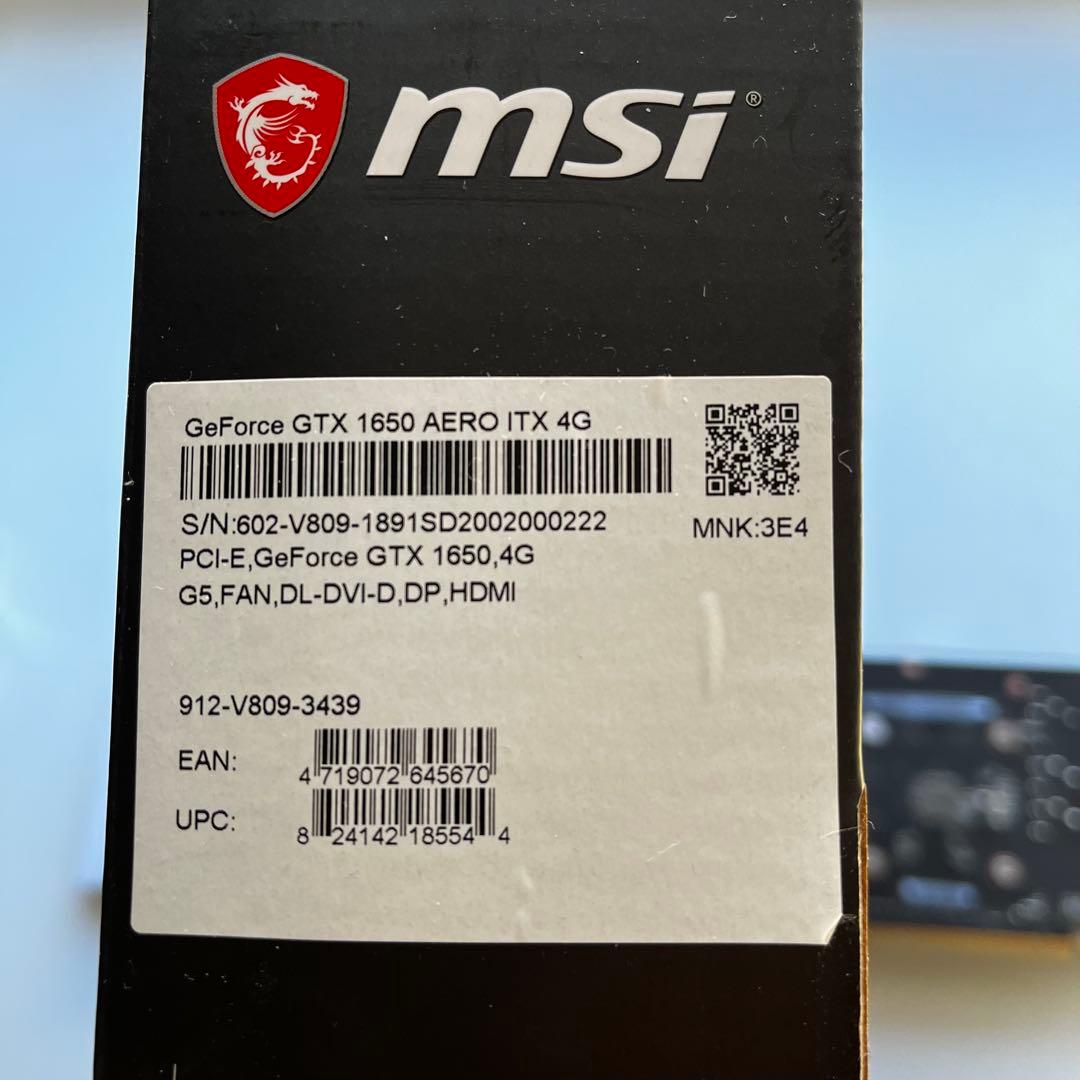 msi®
GeForce GTX 1650 AERO ITX 4G
S/N:602-V809-1891SD2002000222
MNK:3E4
PCI-E,GeForce GTX 1650,4G
G5,FAN,DL-DVI-D,DP,HDMI
912-V809-3439
EAN:
4 719072 645670
UPC:
8 24142 18554 4